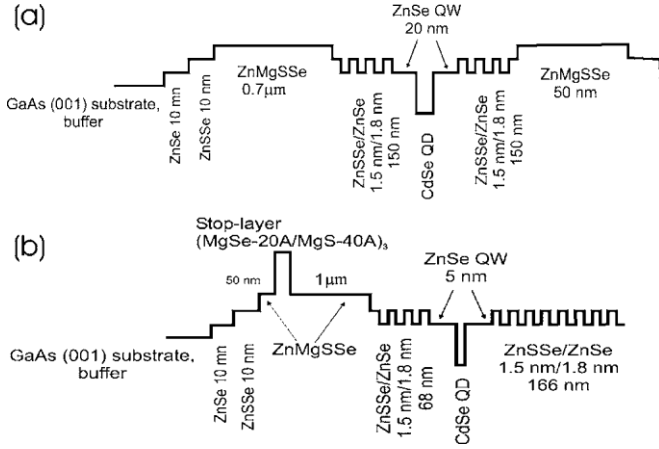 (a)
ZnSe QW
20 nm
ZnMgSSe
0.7μm
ZnMgSSe
50 nm
GaAs (001) substrate,
buffer
ZnSe 10 mn
ZnSSe 10 nm
ZnSSe/ZnSe
1.5 nm/1.8 nm
150 nm
CdSe QD
ZnSSe/ZnSe
1.5 nm/1.8 nm
150 nm
(b)
Stop-layer
(MgSe-20A/MgS-40A)₃
50 nm
1μm
ZnSe QW
5 nm
GaAs (001) substrate,
buffer
ZnSe 10 mn
ZnSSe 10 nm
ZnMgSSe
ZnSSe/ZnSe
1.5 nm/1.8 nm
68 nm
CdSe QD
ZnSSe/ZnSe
1.5 nm/1.8 nm
166 nm